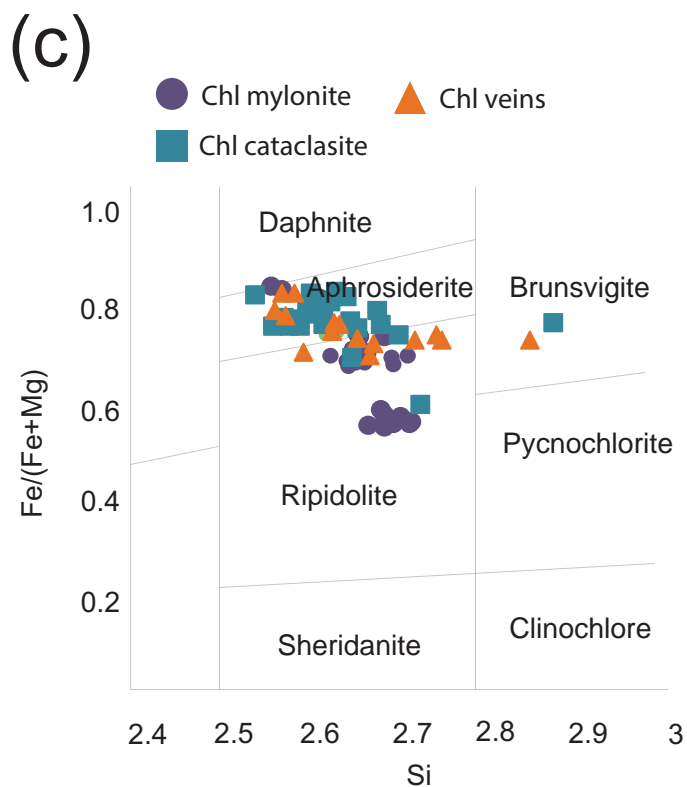 (c)
Chl mylonite
Chl veins
Chl cataclasite
1.0
0.8
0.6
0.4
0.2
Fe/(Fe+Mg)
Daphnite
Aphrosiderite
Brunsvigite
Pycnochlorite
Ripidolite
Sheridanite
Clinochlore
2.4 2.5 2.6 2.7 2.8 2.9 3
Si